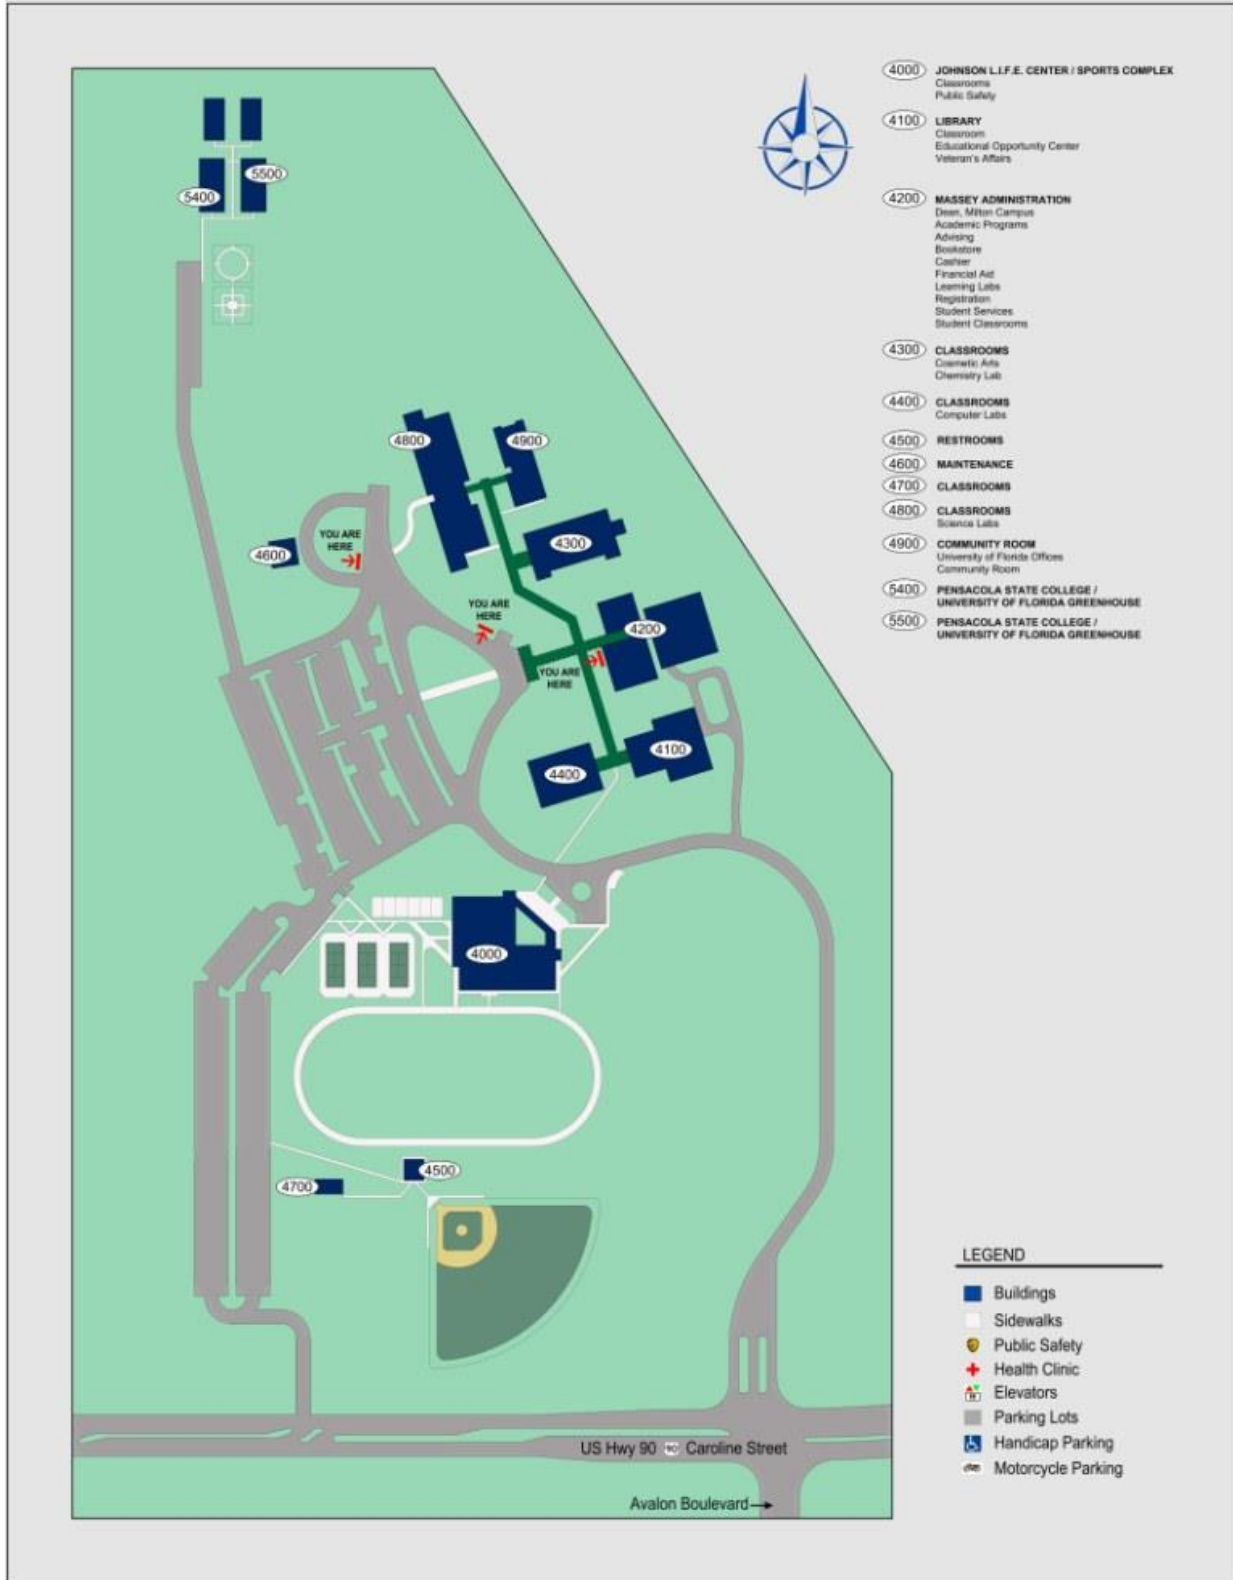 4000 JOHNSON L.I.F.E. CENTER / SPORTS COMPLEX
Classrooms
Public Safety
4100 LIBRARY
Classroom
Educational Opportunity Center
Veteran's Affairs
4200 MASSEY ADMINISTRATION
Dean, Milton Campus
Academic Programs
Advising
Bookstore
Cashier
Financial Aid
Learning Labs
Registration
Student Services
Student Classrooms
4300 CLASSROOMS
Cosmetic Arts
Chemistry Lab
4400 CLASSROOMS
Computer Labs
4500 RESTROOMS
4600 MAINTENANCE
4700 CLASSROOMS
4800 CLASSROOMS
Science Labs
4900 COMMUNITY ROOM
University of Florida Offices
Community Room
5400 PENSACOLA STATE COLLEGE /
UNIVERSITY OF FLORIDA GREENHOUSE
5500 PENSACOLA STATE COLLEGE /
UNIVERSITY OF FLORIDA GREENHOUSE
5500
5400
4800
4900
YOU ARE
HERE
4600
4300
YOU ARE
HERE
4200
YOU ARE
HERE
4100
4400
4000
4500
4700
US Hwy 90 90 Caroline Street
Avalon Boulevard
LEGEND
Buildings
Sidewalks
Public Safety
Health Clinic
Elevators
Parking Lots
Handicap Parking
Motorcycle Parking